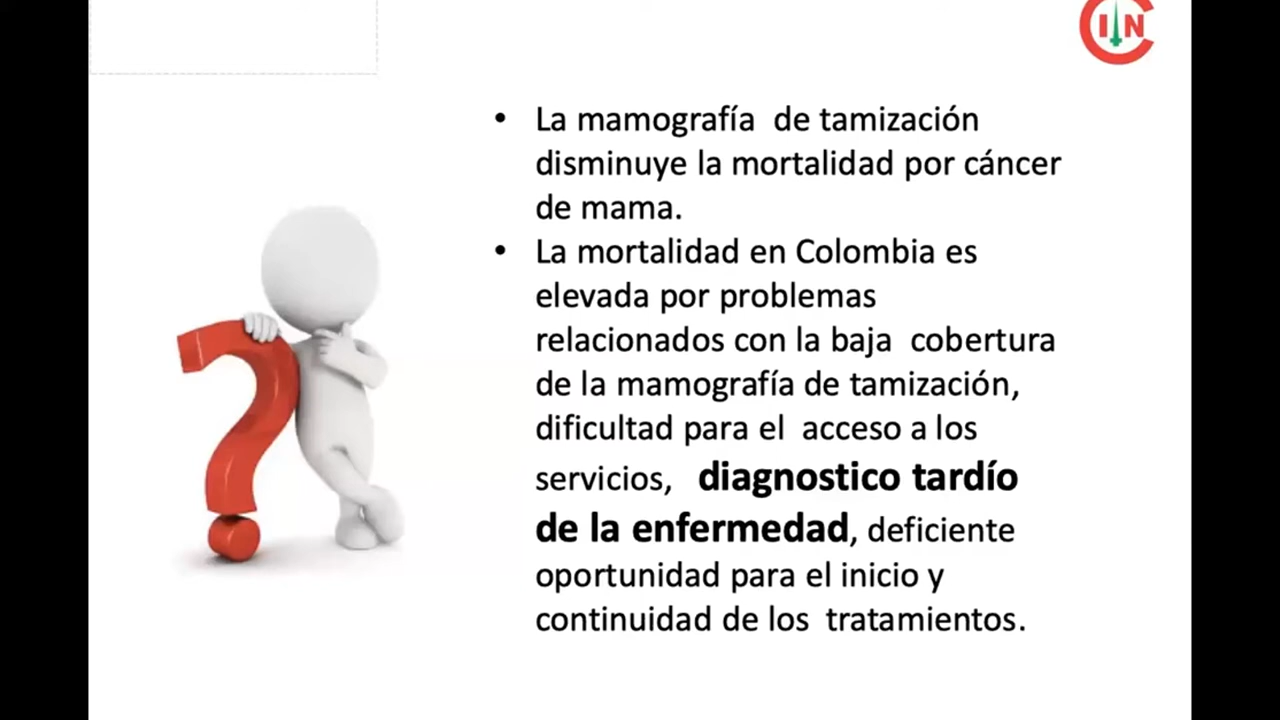 CIN
• La mamografía de tamización
disminuye la mortalidad por cáncer
de mama.
• La mortalidad en Colombia es
elevada por problemas
relacionados con la baja cobertura
de la mamografía de tamización,
dificultad para el acceso a los
servicios, diagnostico tardío
de la enfermedad, deficiente
oportunidad para el inicio y
continuidad de los tratamientos.